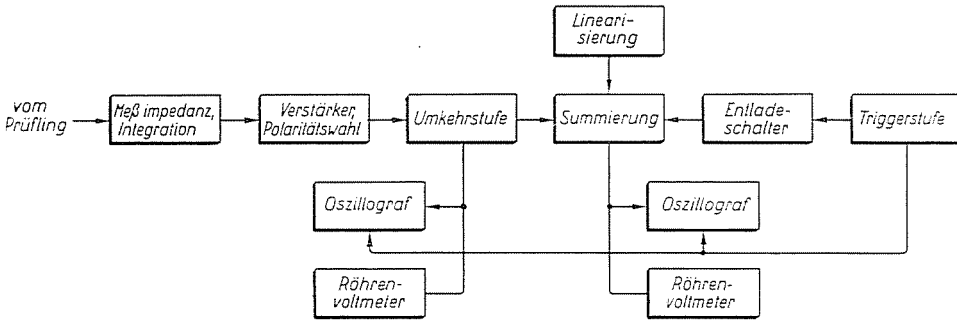 Lineari-
sierung
vom
Prüfling
Meß impedanz,
Integration
Verstärker,
Polaritätswahl
Umkehrstufe
Summierung
Entlade-
schalter
Triggerstufe
Oszillograf
Oszillograf
Röhren-
voltmeter
Röhren-
voltmeter